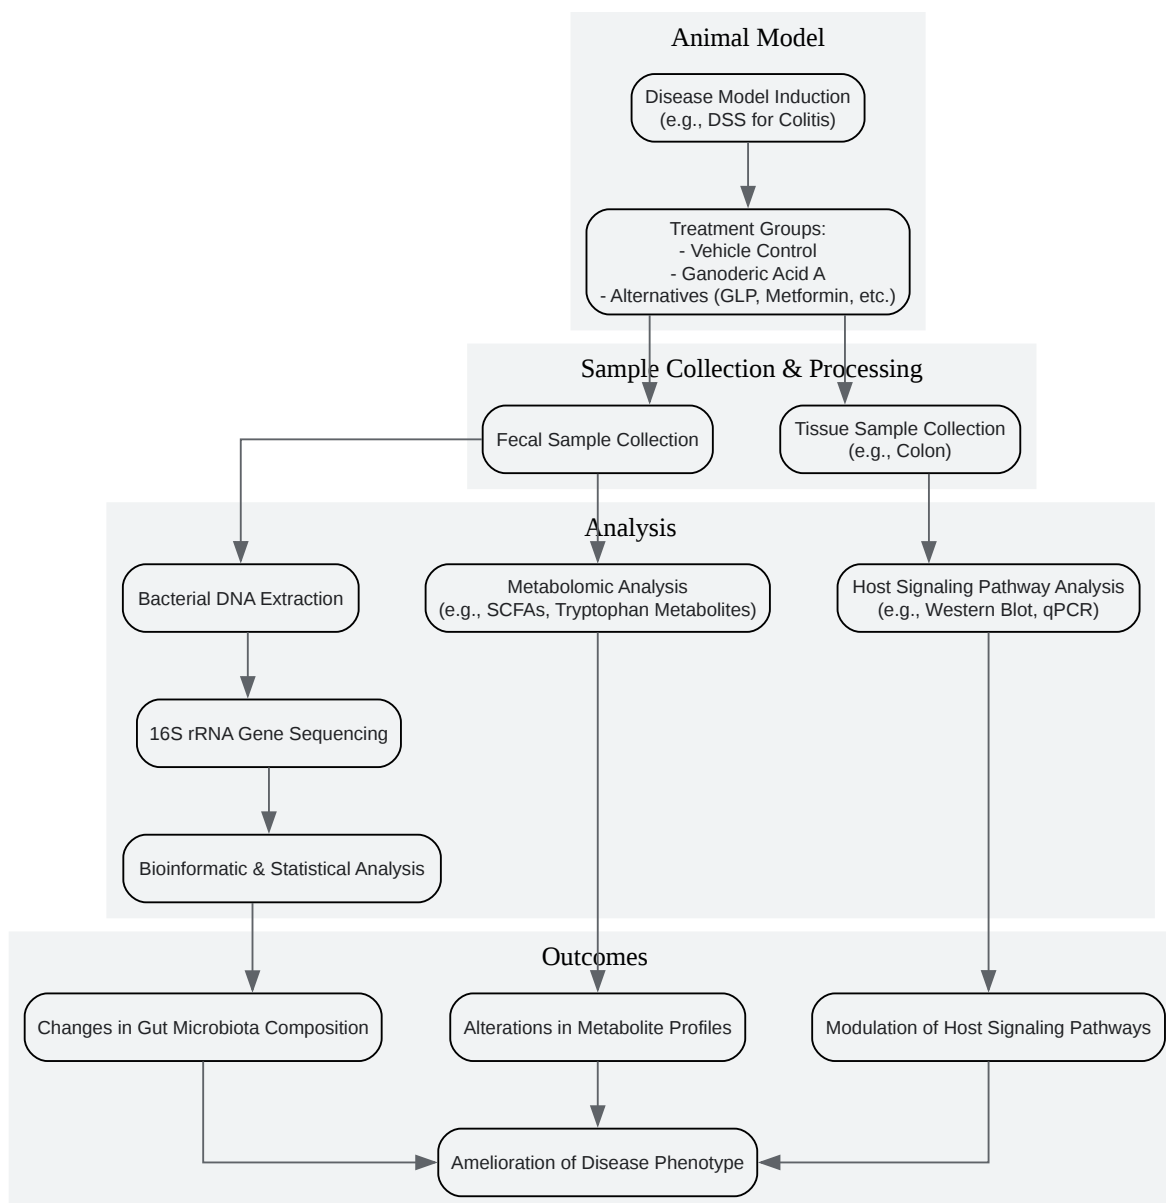 Animal Model
Disease Model Induction
(e.g., DSS for Colitis)
Treatment Groups:
- Vehicle Control
- Ganoderic Acid A
- Alternatives (GLP, Metformin, etc.)
Sample Collection & Processing
Fecal Sample Collection
Tissue Sample Collection
(e.g., Colon)
Analysis
Bacterial DNA Extraction
Metabolomic Analysis
(e.g., SCFAs, Tryptophan Metabolites)
Host Signaling Pathway Analysis
(e.g., Western Blot, qPCR)
16S rRNA Gene Sequencing
Bioinformatic & Statistical Analysis
Outcomes
Changes in Gut Microbiota Composition
Alterations in Metabolite Profiles
Modulation of Host Signaling Pathways
Amelioration of Disease Phenotype